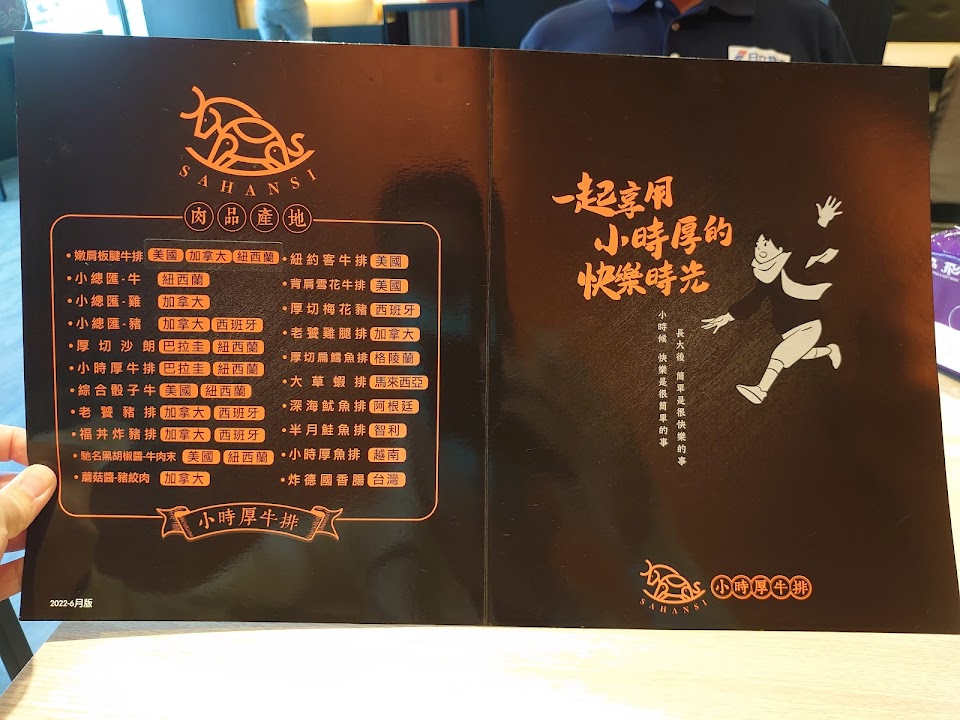 SAHANSI
肉品產地
•嫩肩板腱牛排 美國 加拿大 紐西蘭
•小總匯-牛 紐西蘭
•小總匯-雞 加拿大
•小總匯-豬 加拿大 西班牙
•厚切沙朗 巴拉圭 紐西蘭
•小時厚牛排 巴拉圭 紐西蘭
•綜合骰子牛 美國 紐西蘭
•老饕豬排 加拿大 西班牙
•福丼炸豬排 加拿大 西班牙
•馳名黑胡椒醬-牛肉末 美國 紐西蘭
•蘑菇醬-豬絞肉 加拿大
•紐約客牛排 美國
•背肩雪花牛排 美國
•厚切梅花豬 西班牙
•老饕雞腿排 加拿大
•厚切扁鱈魚排 格陵蘭
•大草蝦排 馬來西亞
•深海魷魚排 阿根廷
•半月鮭魚排 智利
•小時厚魚排 越南
•炸德國香腸 台灣
小時厚牛排
2022-6月版
一起享用
小時厚的
快樂時光
長大後 簡單是很快樂的事
小時候 快樂是很簡單的事
SAHANSI
小時厚牛排